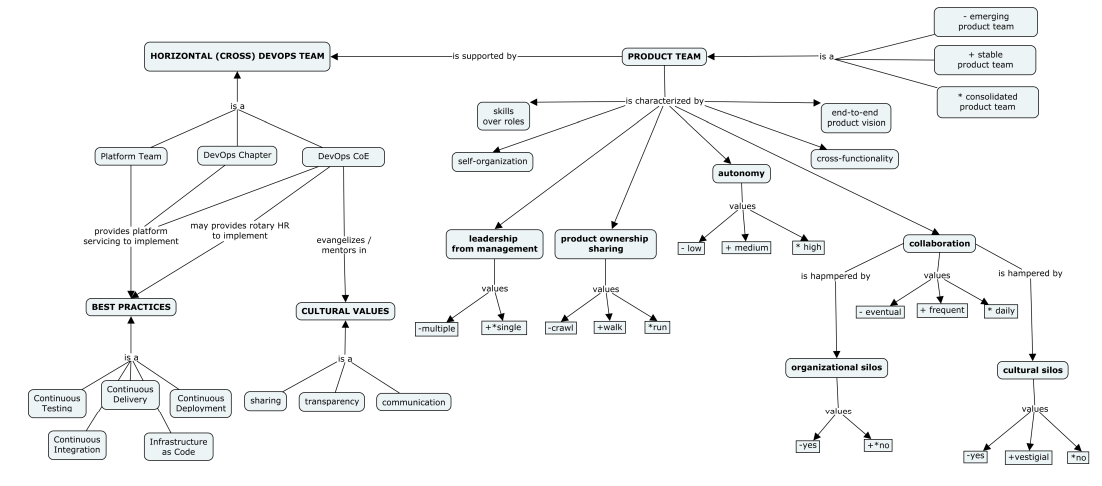 - emerging
product team
HORIZONTAL (CROSS) DEVOPS TEAM
is supported by
PRODUCT TEAM
is a
+ stable
product team
* consolidated
product team
is a
is characterized by
skills
over roles
end-to-end
product vision
self-organization
cross-functionality
Platform Team
DevOps Chapter
DevOps CoE
autonomy
values
- low
+ medium
* high
provides platform
servicing to implement
may provides rotary HR
to implement
evangelizes /
mentors in
leadership
from management
product ownership
sharing
collaboration
is hapmpered by
values
is hampered by
- eventual
+ frequent
* daily
values
values
BEST PRACTICES
CULTURAL VALUES
-multiple
+*single
-crawl
+walk
*run
is a
is a
organizational silos
cultural silos
Continuous
Testing
Continuous
Delivery
Continuous
Deployment
sharing
transparency
communication
values
values
Continuous
Integration
Infrastructure
as Code
-yes
+*no
-yes
+vestigial
*no